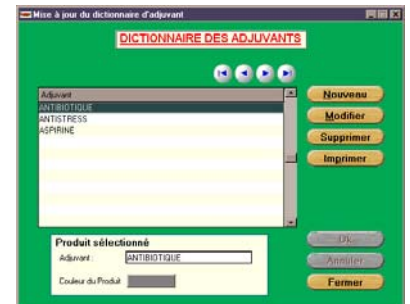 Mise à jour du dictionnaire d'adjuvant
DICTIONNAIRE DES ADJUVANTS
Adjuvant
ANTIBIOTIQUE
ANTISTRESS
ASPIRINE
Nouveau
Modifier
Supprimer
Imprimer
Produit sélectionné
Adjuvant : ANTIBIOTIQUE
Couleur du Produit
Ok
Annuler
Fermer